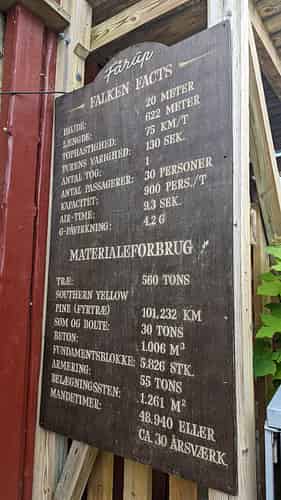 Fårup
FALKEN FACTS
HØJDE: 20 METER
LÆNGDE: 622 METER
TOPHASTIGHED: 75 KM/T
TURENS VARIGHED: 130 SEK.
ANTAL TOG: 1
ANTAL PASSAGERER: 30 PERSONER
KAPACITET: 900 PERS./T
AIR-TIME: 9,3 SEK.
G-PÅVIRKNING: 4,2 G
MATERIALEFORBRUG
TRÆ: 560 TONS
SOUTHERN YELLOW
PINE (FYRTRÆ) 101,232 KM
SØM OG BOLTE: 30 TONS
BETON: 1.006 M³
FUNDAMENTSBLOKKE: 5.826 STK.
ARMERING: 55 TONS
BELÆGNINGSSTEN: 1.261 M²
MANDETIMER: 48.940 ELLER
CA. 30 ÅRSVÆRK